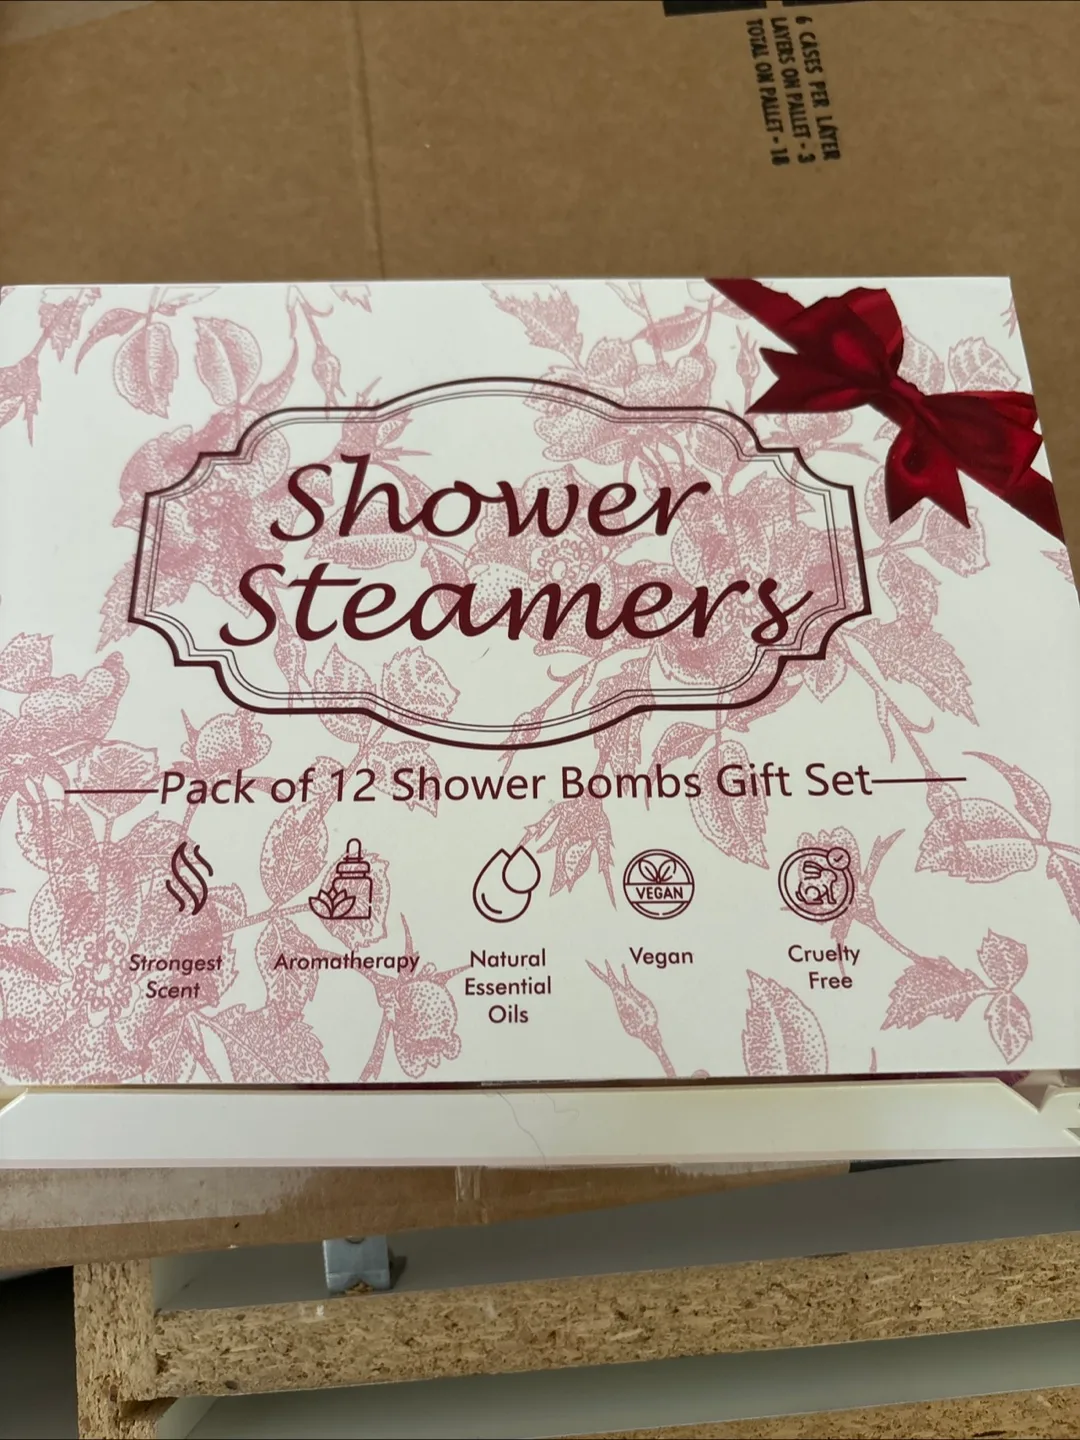 6 CASES PER LAYER
LAYERS ON PALLET - 3
TOTAL ON PALLET - 18
Shower
Steamers
Pack of 12 Shower Bombs Gift Set
Strongest
Scent
Aromatherapy
Natural
Essential
Oils
VEGAN
Vegan
Cruelty
Free